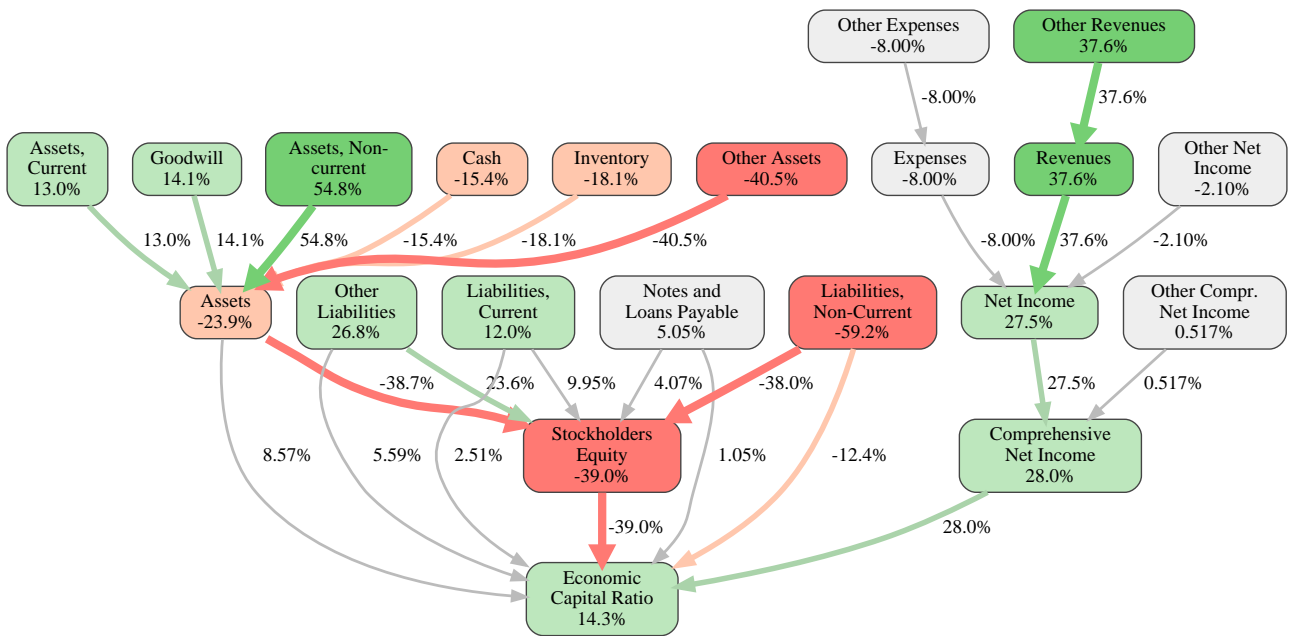 Other Expenses
-8.00%
Other Revenues
37.6%
-8.00%
37.6%
Assets,
Current
13.0%
Goodwill
14.1%
Assets, Non-
current
54.8%
Cash
-15.4%
Inventory
-18.1%
Other Assets
-40.5%
Expenses
-8.00%
Revenues
37.6%
Other Net
Income
-2.10%
13.0%
14.1%
54.8%
-15.4%
-18.1%
-40.5%
-8.00%
37.6%
-2.10%
Assets
-23.9%
Other
Liabilities
26.8%
Liabilities,
Current
12.0%
Notes and
Loans Payable
5.05%
Liabilities,
Non-Current
-59.2%
Net Income
27.5%
Other Compr.
Net Income
0.517%
-38.7%
23.6%
9.95%
4.07%
-38.0%
27.5%
0.517%
8.57%
5.59%
2.51%
Stockholders
Equity
-39.0%
1.05%
-12.4%
Comprehensive
Net Income
28.0%
-39.0%
28.0%
Economic
Capital Ratio
14.3%